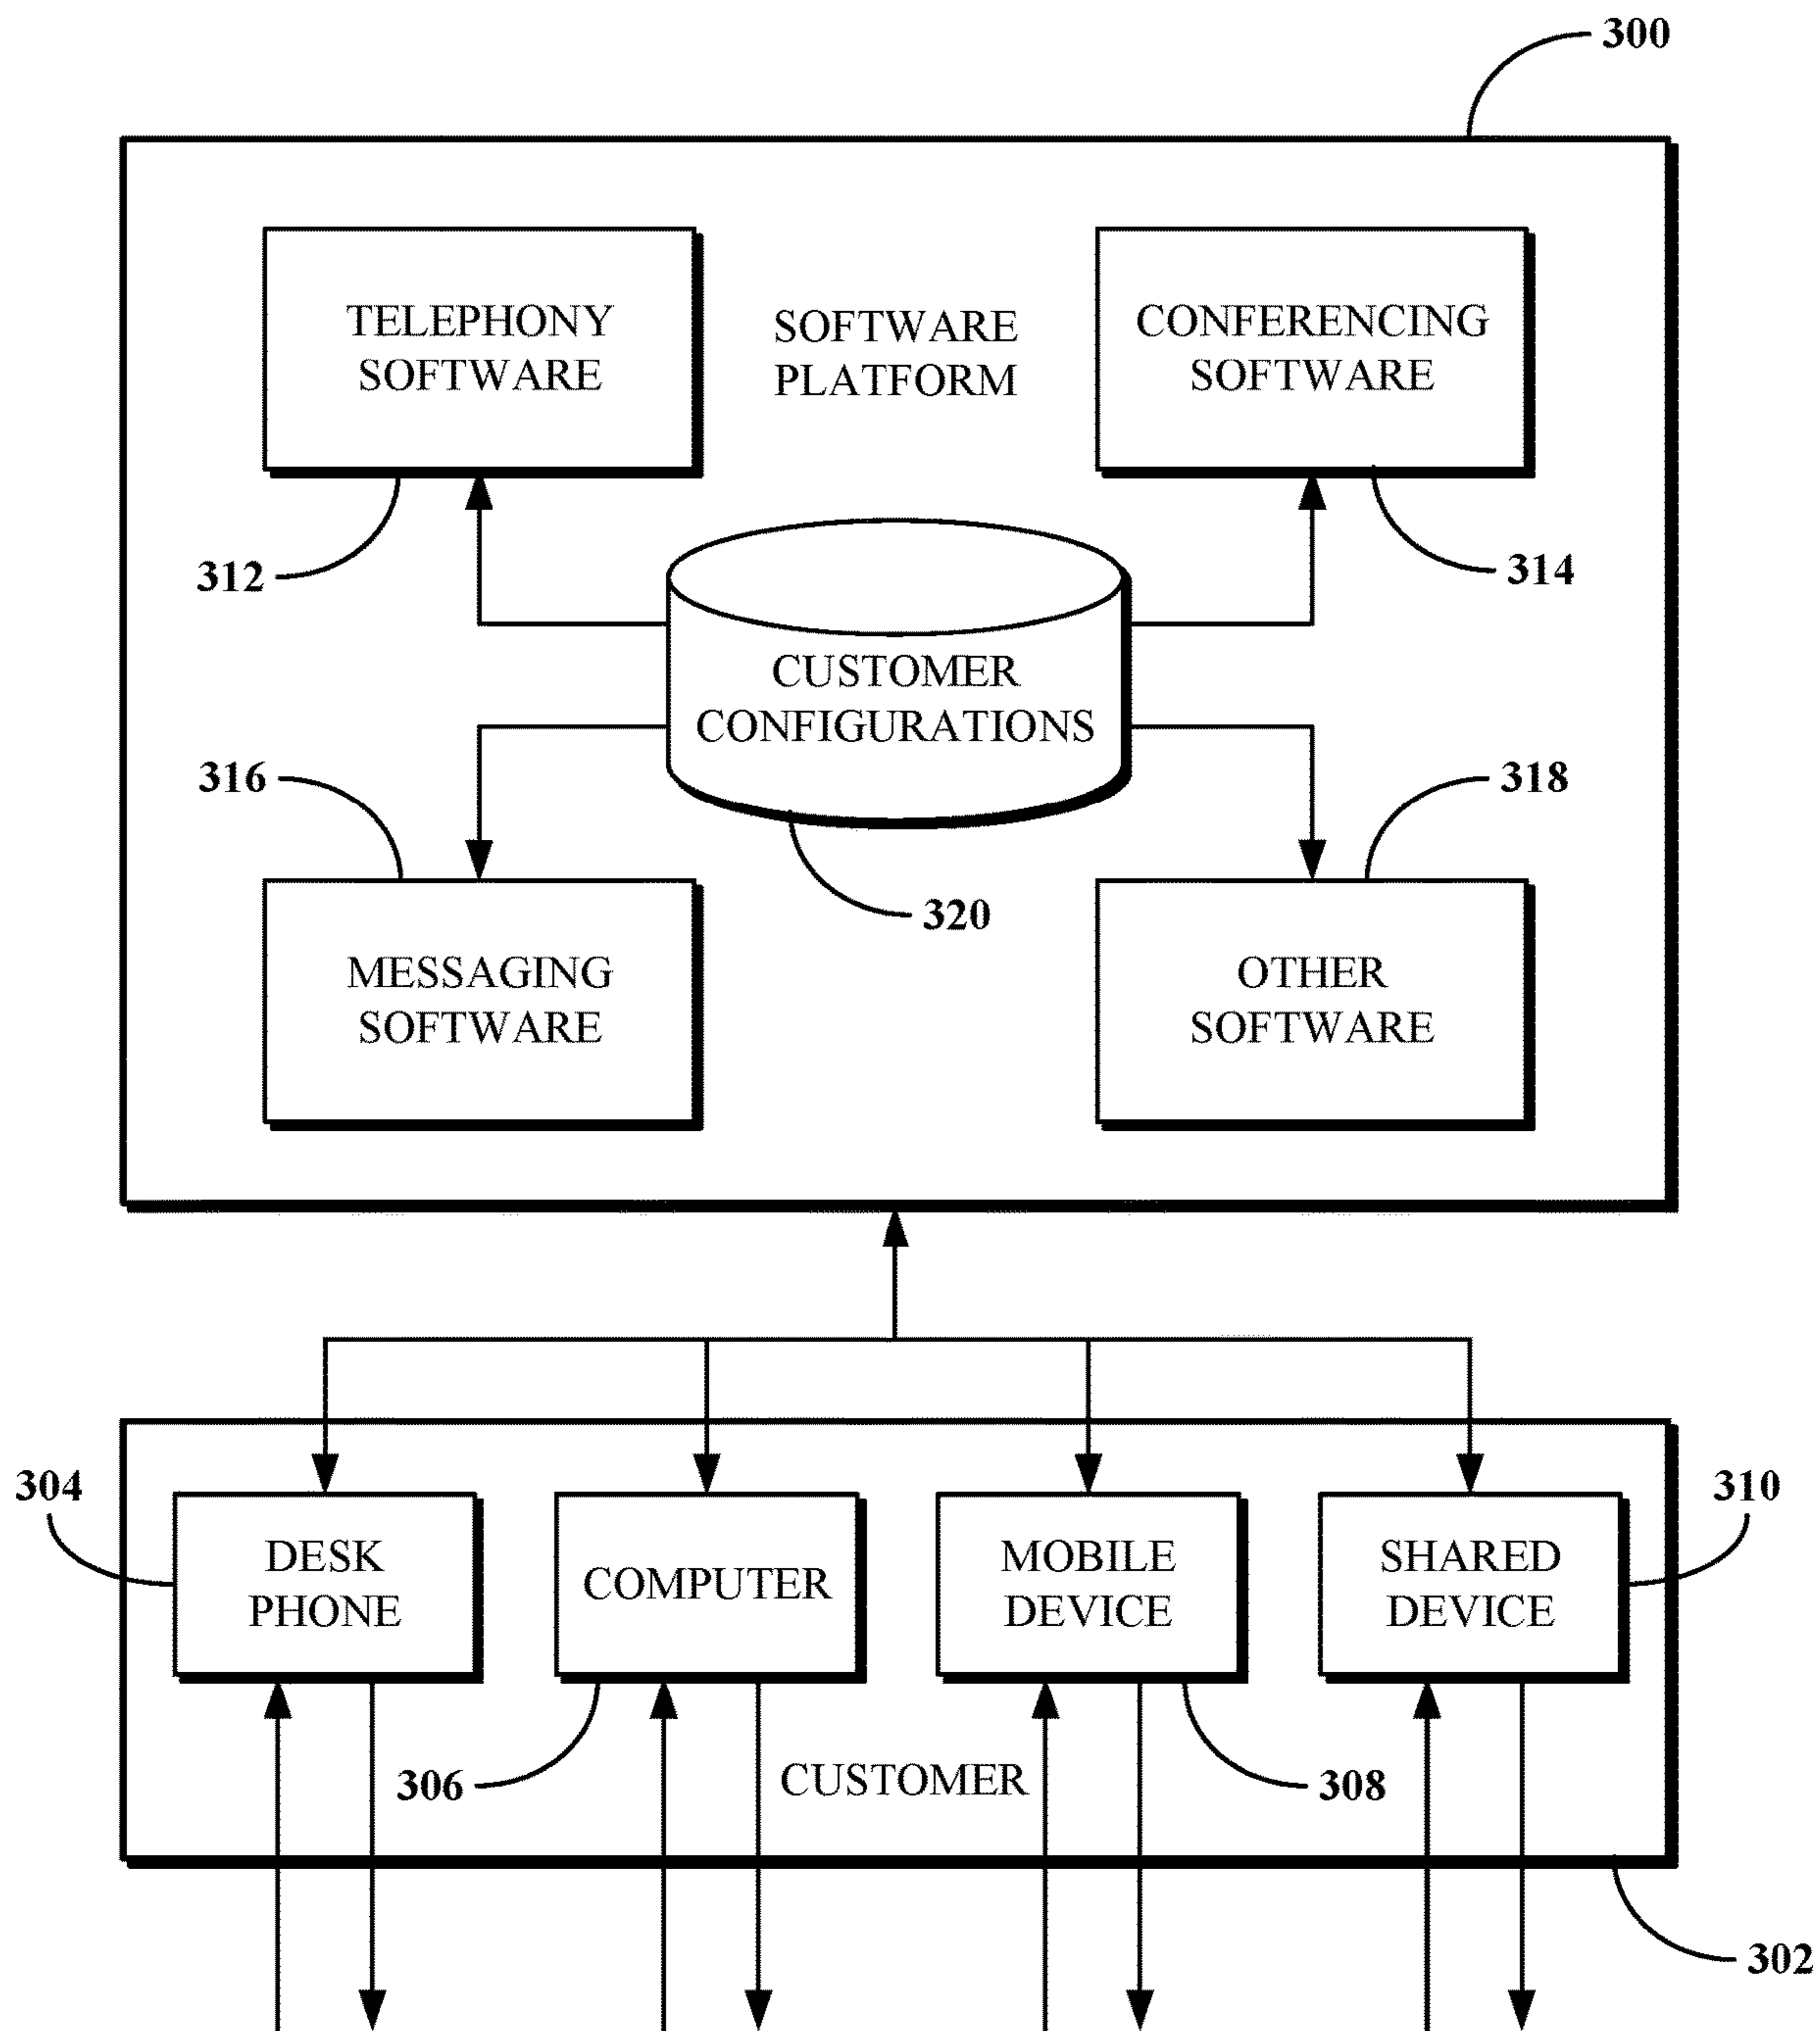 300
TELEPHONY
SOFTWARE
SOFTWARE
PLATFORM
CONFERENCING
SOFTWARE
312
314
CUSTOMER
CONFIGURATIONS
316
318
320
MESSAGING
SOFTWARE
OTHER
SOFTWARE
304
310
DESK
PHONE
COMPUTER
MOBILE
DEVICE
SHARED
DEVICE
306
CUSTOMER
308
302